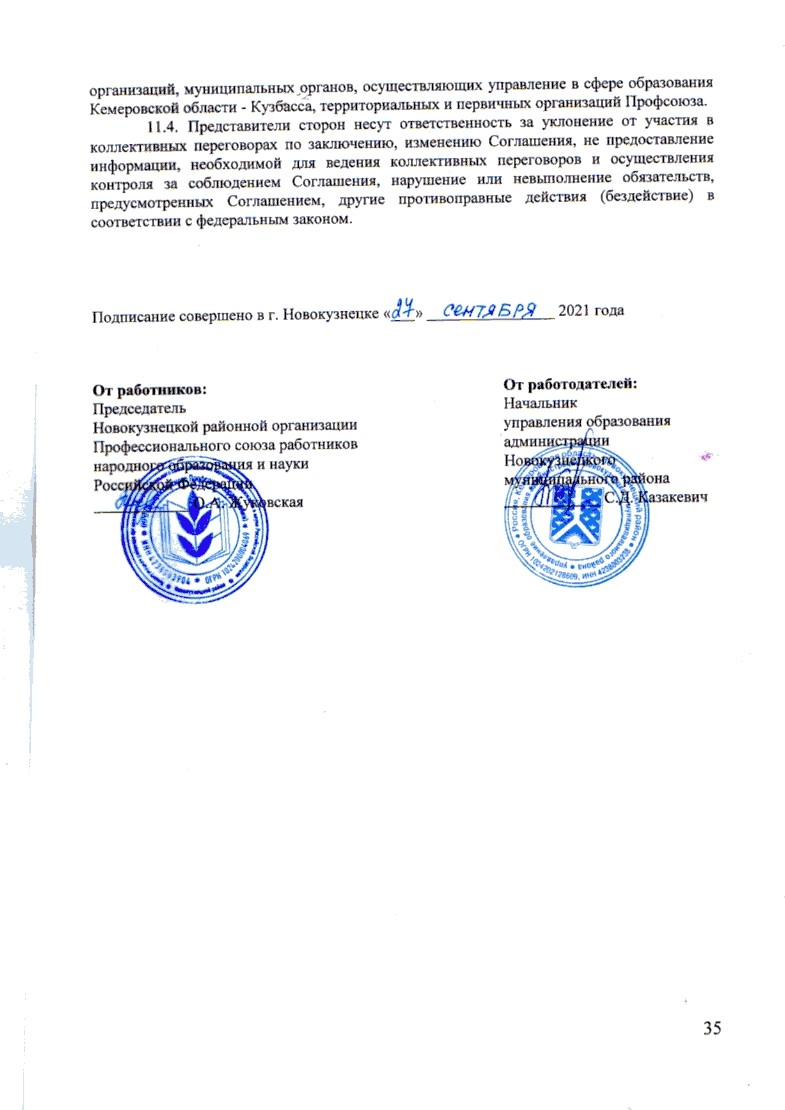 организаций, муниципальных органов, осуществляющих управление в сфере образования
Кемеровской области - Кузбасса, территориальных и первичных организаций Профсоюза.
11.4. Представители сторон несут ответственность за уклонение от участия в
коллективных переговорах по заключению, изменению Соглашения, не предоставление
информации, необходимой для ведения коллективных переговоров и осуществления
контроля за соблюдением Соглашения, нарушение или невыполнение обязательств,
предусмотренных Соглашением, другие противоправные действия (бездействие) в
соответствии с федеральным законом.
Подписание совершено в г. Новокузнецке «27» сентября 2021 года
От работников:
Председатель
Новокузнецкой районной организации
Профессионального союза работников
народного образования и науки
Российской Федерации
О.А. Жуковская
От работодателей:
Начальник
управления образования
администрации
Новокузнецкого
муниципального района
С.Д. Казакевич
35